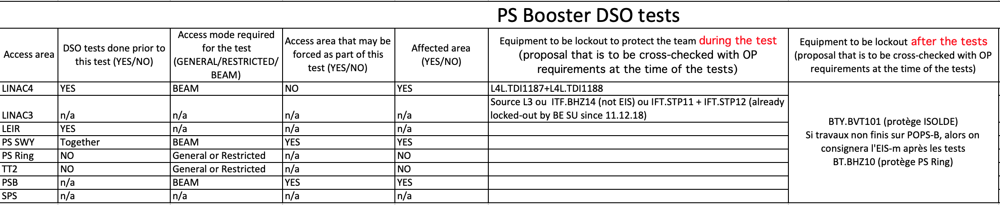 PS Booster DSO tests
Access area
DSO tests done prior to
this test (YES/NO)
Access mode required
for the test
(GENERAL/RESTRICTED/
BEAM)
Access area that may be
forced as part of this
test (YES/NO)
Affected area
(YES/NO)
Equipment to be lockout to protect the team during the test
(proposal that is to be cross-checked with OP
requirements at the time of the tests)
Equipment to be lockout after the tests
(proposal that is to be cross-checked with OP
requirements at the time of the tests)
LINAC4 YES BEAM NO YES L4L.TDI1187+L4L.TDI1188
Source L3 ou ITF.BHZ14 (not EIS) ou IFT.STP11 + IFT.STP12 (already
LINAC3 n/a n/a n/a n/a locked-out by BE SU since 11.12.18)
LEIR YES n/a n/a n/a
PS SWY Together BEAM YES YES
PS Ring NO General or Restricted n/a NO
TT2 NO General or Restricted n/a NO
PSB n/a BEAM YES YES
SPS n/a n/a n/a n/a
BTY.BVT101 (protège ISOLDE)
Si travaux non finis sur POPS-B, alors on
consignera l'EIS-m après les tests
BT.BHZ10 (protège PS Ring)